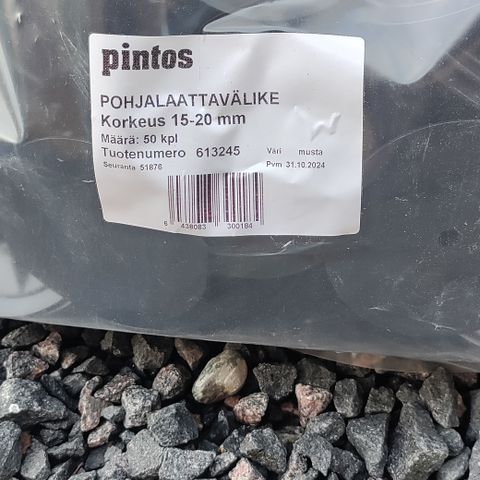 pintos
POHJALAATTAVÄLIKE
Korkeus 15-20 mm
Määrä: 50 kpl
Tuotenumero 613245 Väri musta
Seuranta 51876 Pvm 31.10.2024
6 438083 300184